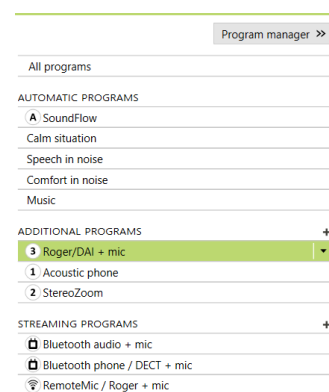 Program manager »
All programs
AUTOMATIC PROGRAMS
A SoundFlow
Calm situation
Speech in noise
Comfort in noise
Music
ADDITIONAL PROGRAMS +
3 Roger/DAI + mic
1 Acoustic phone
2 StereoZoom
STREAMING PROGRAMS +
Bluetooth audio + mic
Bluetooth phone / DECT + mic
RemoteMic / Roger + mic